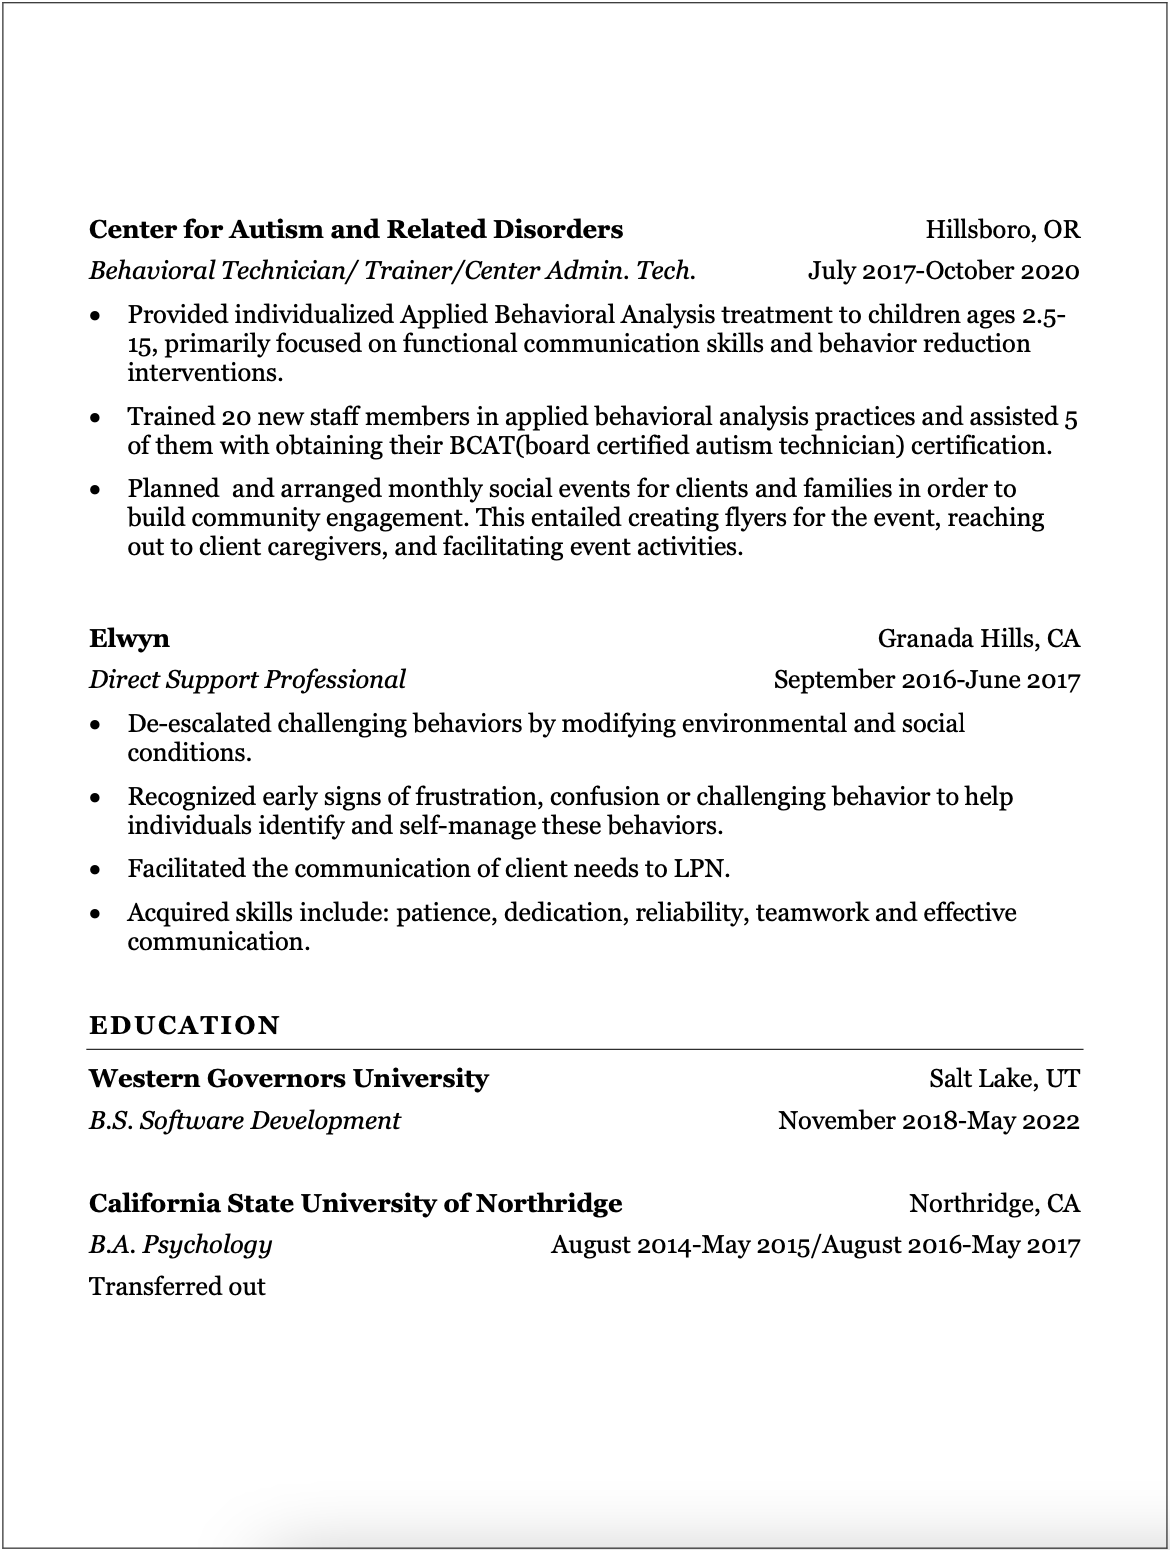 Center for Autism and Related Disorders Hillsboro, OR
Behavioral Technician/ Trainer/Center Admin. Tech. July 2017-October 2020
• Provided individualized Applied Behavioral Analysis treatment to children ages 2.5-
15, primarily focused on functional communication skills and behavior reduction
interventions.
• Trained 20 new staff members in applied behavioral analysis practices and assisted 5
of them with obtaining their BCAT(board certified autism technician) certification.
• Planned  and arranged monthly social events for clients and families in order to
build community engagement. This entailed creating flyers for the event, reaching
out to client caregivers, and facilitating event activities.
Elwyn Granada Hills, CA
Direct Support Professional September 2016-June 2017
• De-escalated challenging behaviors by modifying environmental and social
conditions.
• Recognized early signs of frustration, confusion or challenging behavior to help
individuals identify and self-manage these behaviors.
• Facilitated the communication of client needs to LPN.
• Acquired skills include: patience, dedication, reliability, teamwork and effective
communication.
EDUCATION
Western Governors University Salt Lake, UT
B.S. Software Development November 2018-May 2022
California State University of Northridge Northridge, CA
B.A. Psychology August 2014-May 2015/August 2016-May 2017
Transferred out